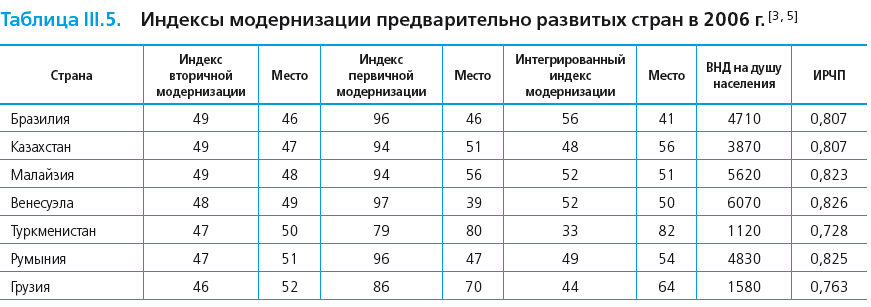 Таблица III.5. Индексы модернизации предварительно развитых стран в 2006 г. [3, 5]
Страна Индекс вторичной модернизации Место Индекс первичной модернизации Место Интегрированный индекс модернизации Место ВНД на душу населения ИРЧП
Бразилия 49 46 96 46 56 41 4710 0,807
Казахстан 49 47 94 51 48 56 3870 0,807
Малайзия 49 48 94 56 52 51 5620 0,823
Венесуэла 48 49 97 39 52 50 6070 0,826
Туркменистан 47 50 79 80 33 82 1120 0,728
Румыния 47 51 96 47 49 54 4830 0,825
Грузия 46 52 86 70 44 64 1580 0,763